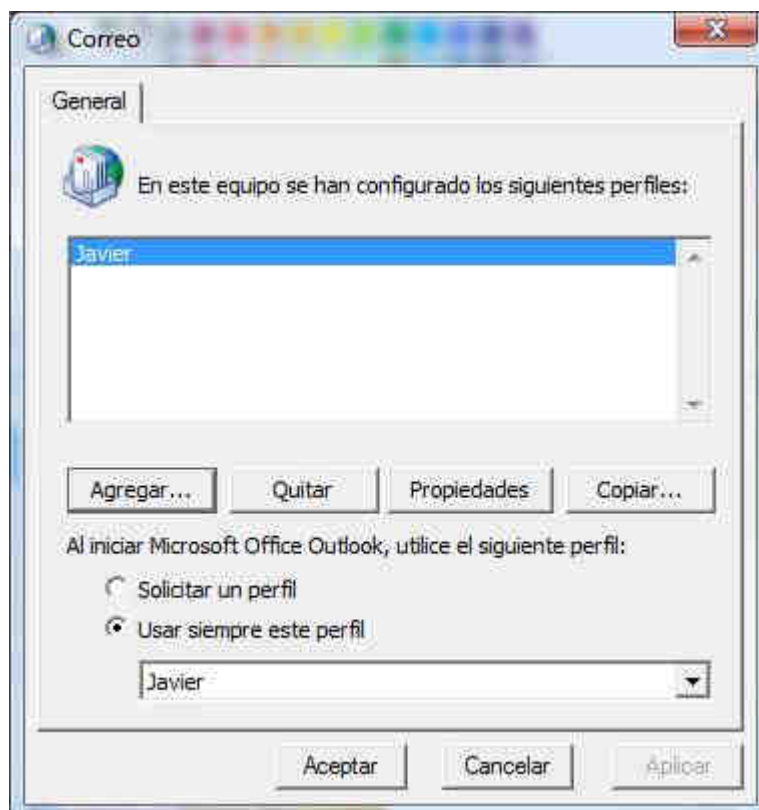 Correo
General
En este equipo se han configurado los siguientes perfiles:
Javier
Agregar... Quitar Propiedades Copiar...
Al iniciar Microsoft Office Outlook, utilice el siguiente perfil:
Solicitar un perfil
Usar siempre este perfil
Javier
Aceptar Cancelar Aplicar